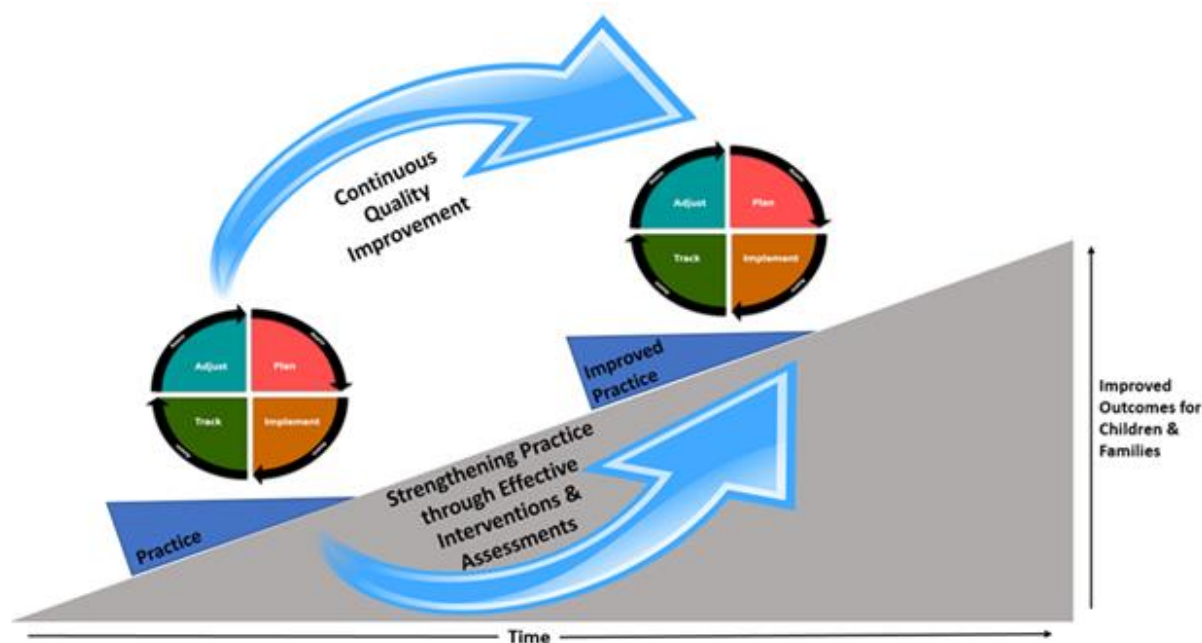 Continuous
Quality
Improvement
Adjust
Plan
Track
Implement
Adjust
Plan
Track
Implement
Improved
Practice
Practice
Strengthening Practice
through Effective
Interventions &
Assessments
Improved
Outcomes for
Children &
Families
Time